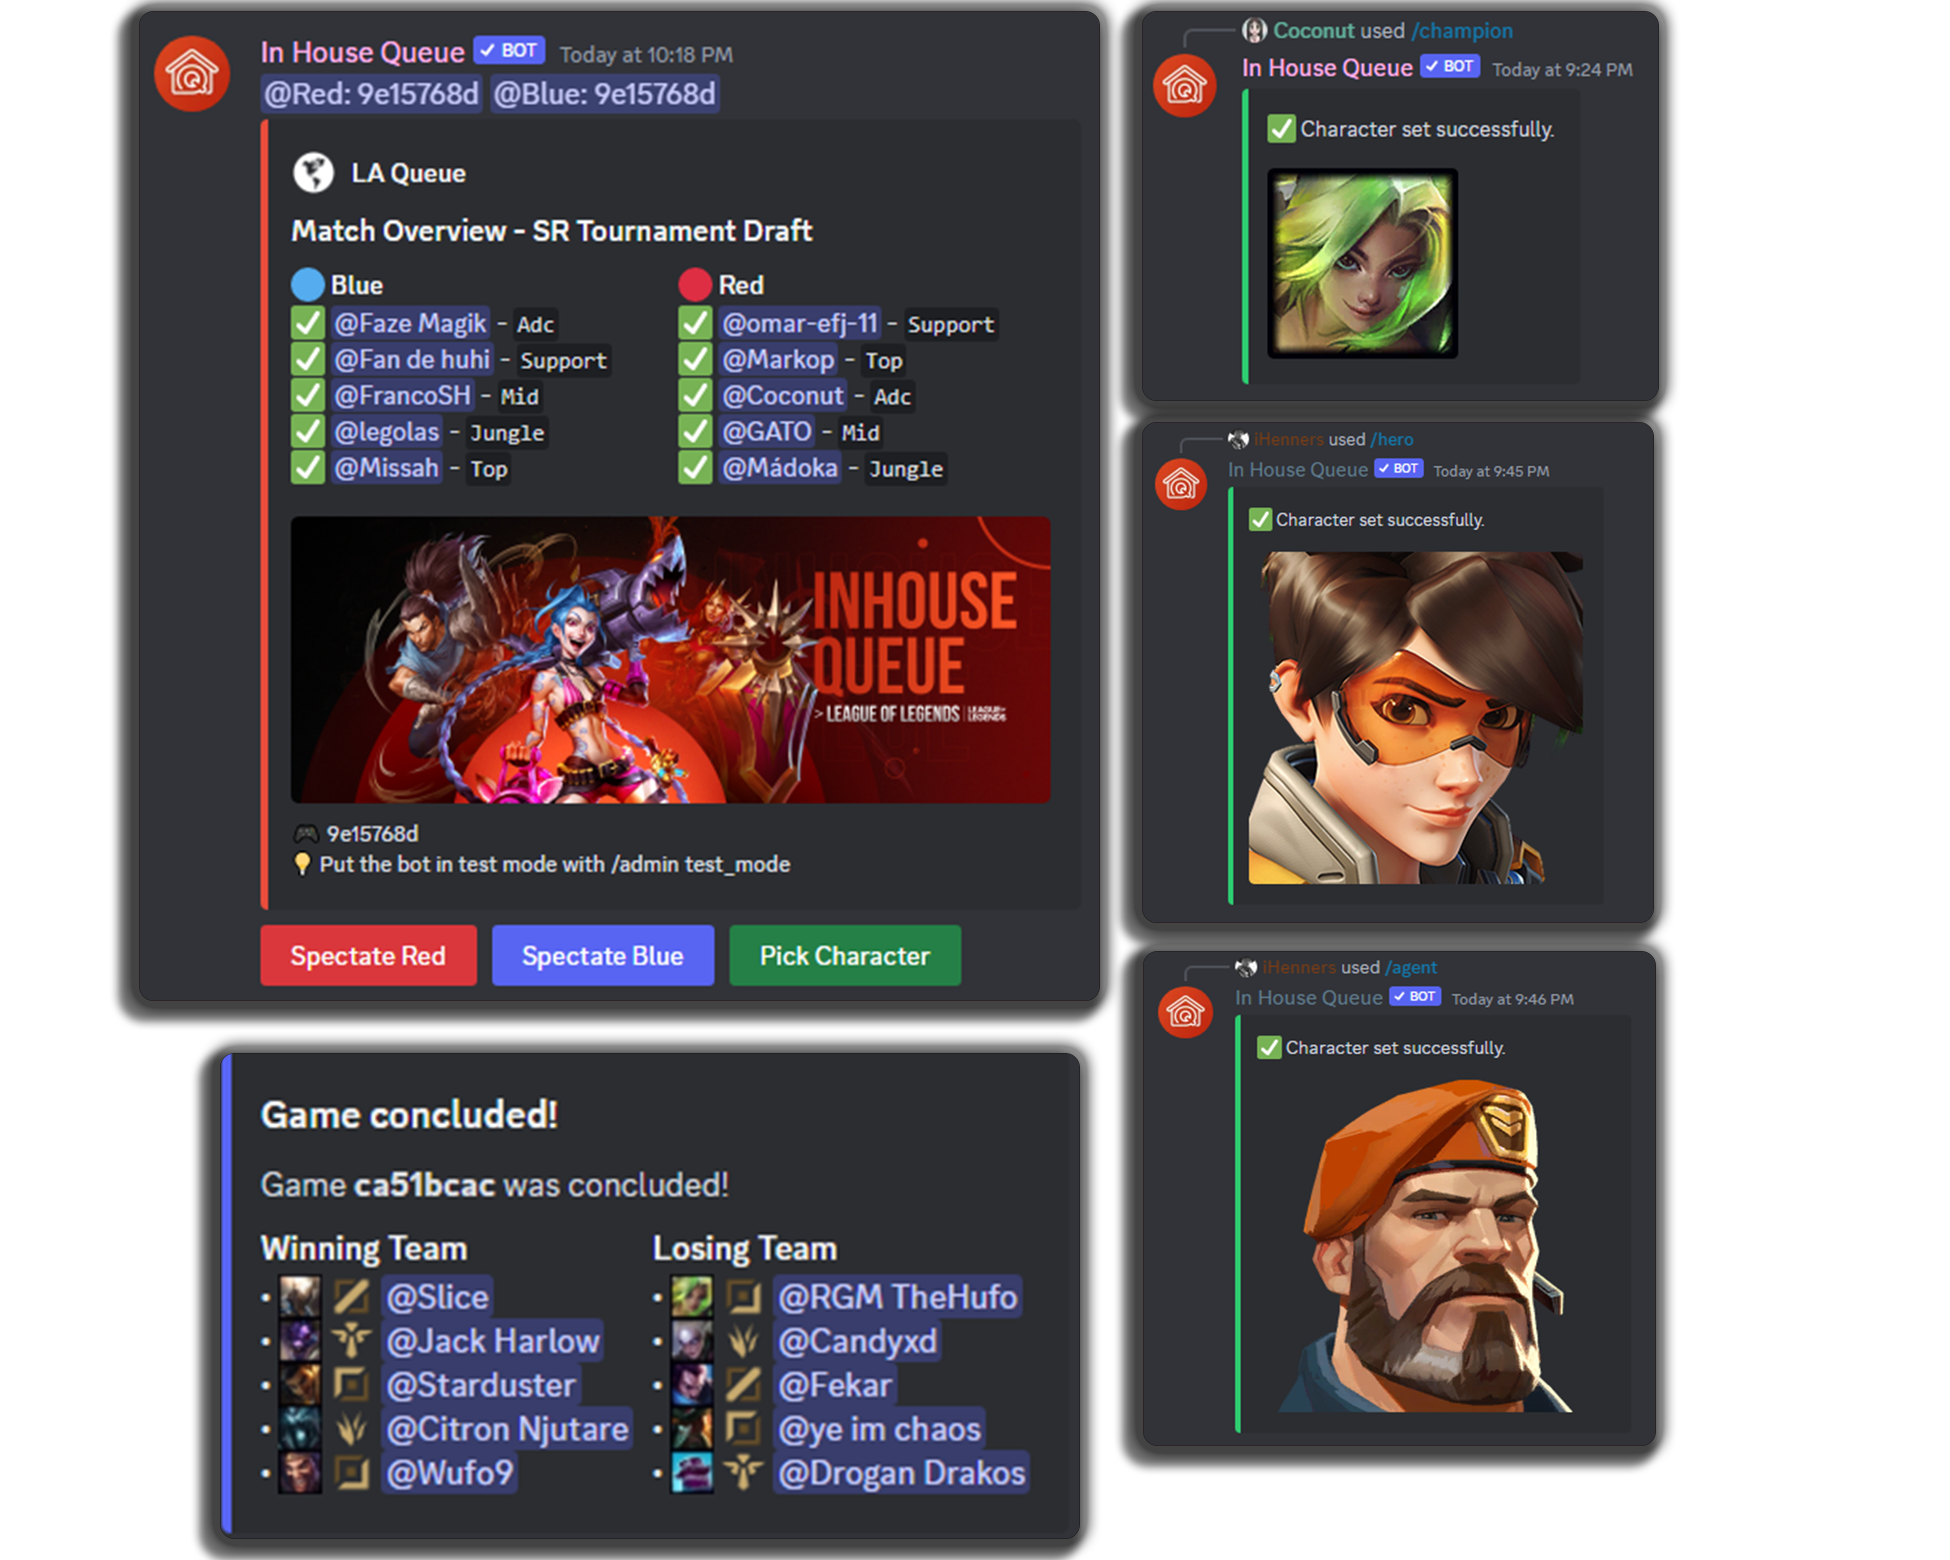 In House Queue ✓ BOT Today at 10:18 PM
@Red: 9e15768d @Blue: 9e15768d
LA Queue
Match Overview - SR Tournament Draft
Blue
@Faze Magik - Adc
@Fan de huhi - Support
@FrancoSH - Mid
@legolas - Jungle
@Missah - Top
Red
@omar-efj-11 - Support
@Markop - Top
@Coconut - Adc
@GATO - Mid
@Mádoka - Jungle
INHOUSE
QUEUE
> LEAGUE OF LEGENDS | LEAGUE OF LEGENDS
9e15768d
Put the bot in test mode with /admin test_mode
Spectate Red
Spectate Blue
Pick Character
Game concluded!
Game ca51bcac was concluded!
Winning Team
• @Slice
• @Jack Harlow
• @Starduster
• @Citron Njutare
• @Wufo9
Losing Team
• @RGM TheHufo
• @Candyxd
• @Fekar
• @ye im chaos
• @Drogan Drakos
Coconut used /champion
In House Queue ✓ BOT Today at 9:24 PM
Character set successfully.
iHenners used /hero
In House Queue ✓ BOT Today at 9:45 PM
Character set successfully.
iHenners used /agent
In House Queue ✓ BOT Today at 9:46 PM
Character set successfully.